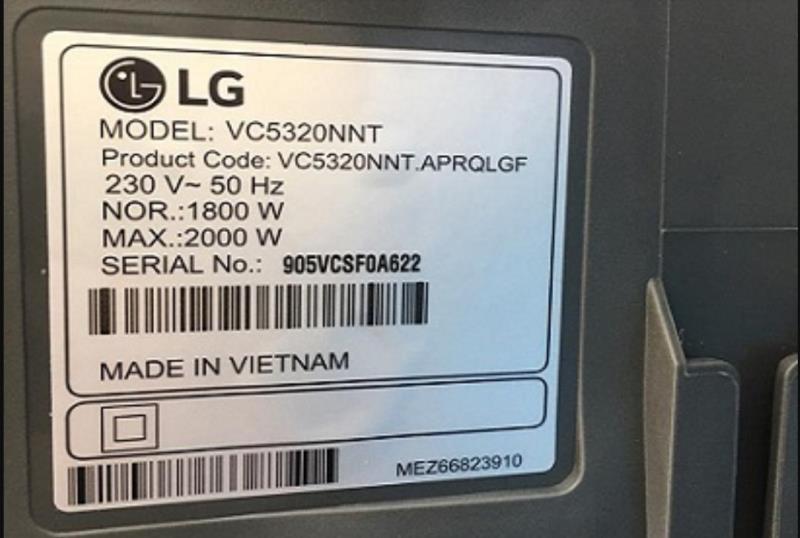 LG
MODEL: VC5320NNT
Product Code: VC5320NNT.APRQLGF
230 V~ 50 Hz
NOR.:1800 W
MAX.:2000 W
SERIAL No.: 905VCSF0A622
MADE IN VIETNAM
MEZ66823910